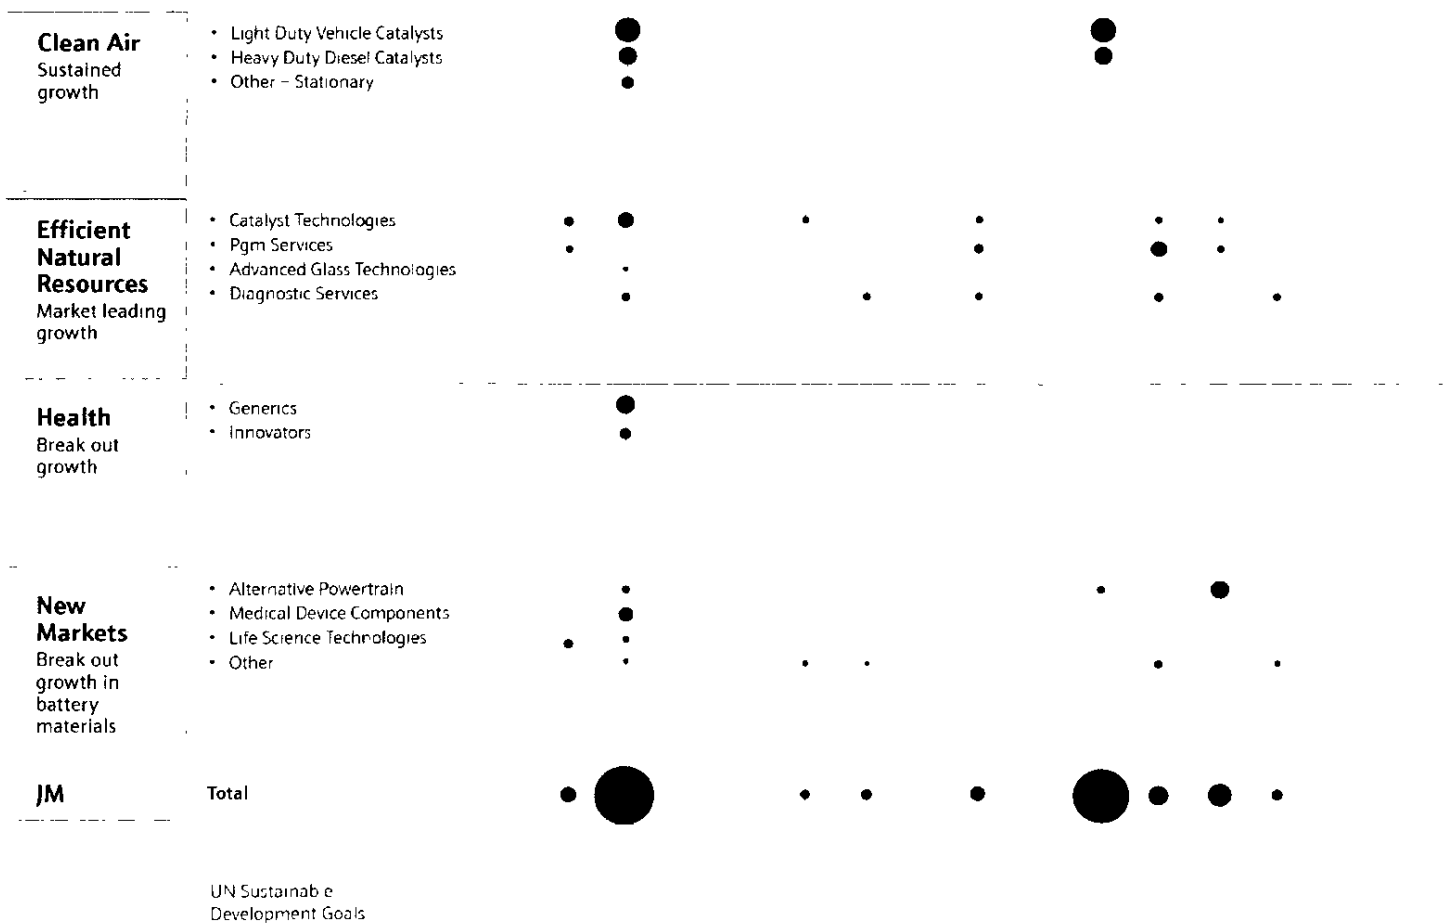 Clean Air
Sustained
growth
• Light Duty Vehicle Catalysts
• Heavy Duty Diesel Catalysts
• Other – Stationary
Efficient
Natural
Resources
Market leading
growth
• Catalyst Technologies
• Pgm Services
• Advanced Glass Technologies
• Diagnostic Services
Health
Break out
growth
• Generics
• Innovators
New
Markets
Break out
growth in
battery
materials
• Alternative Powertrain
• Medical Device Components
• Life Science Technologies
• Other
JM
Total
UN Sustainab e
Development Goals